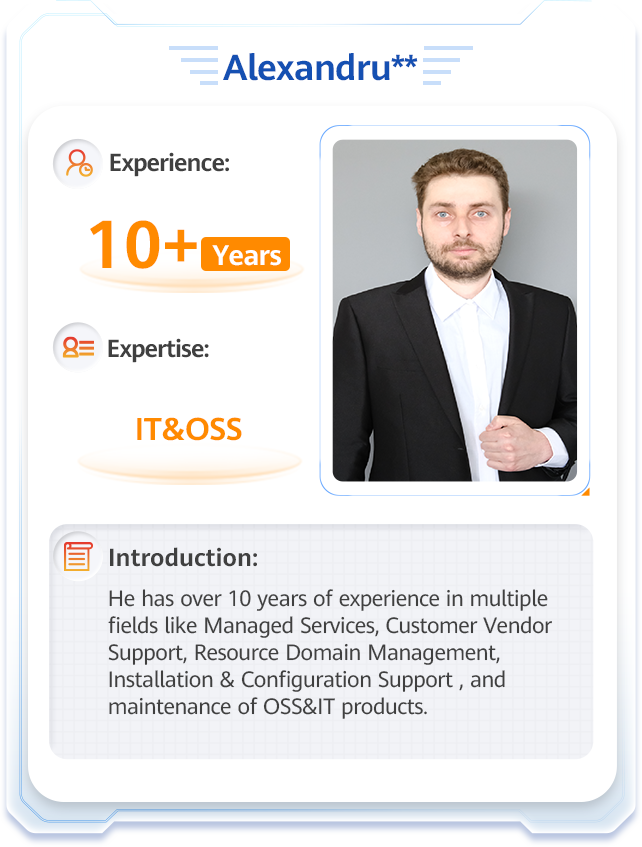 Alexandru**
Experience:
10+ Years
Expertise:
IT&OSS
Introduction:
He has over 10 years of experience in multiple
fields like Managed Services, Customer Vendor
Support, Resource Domain Management,
Installation & Configuration Support , and
maintenance of OSS&IT products.